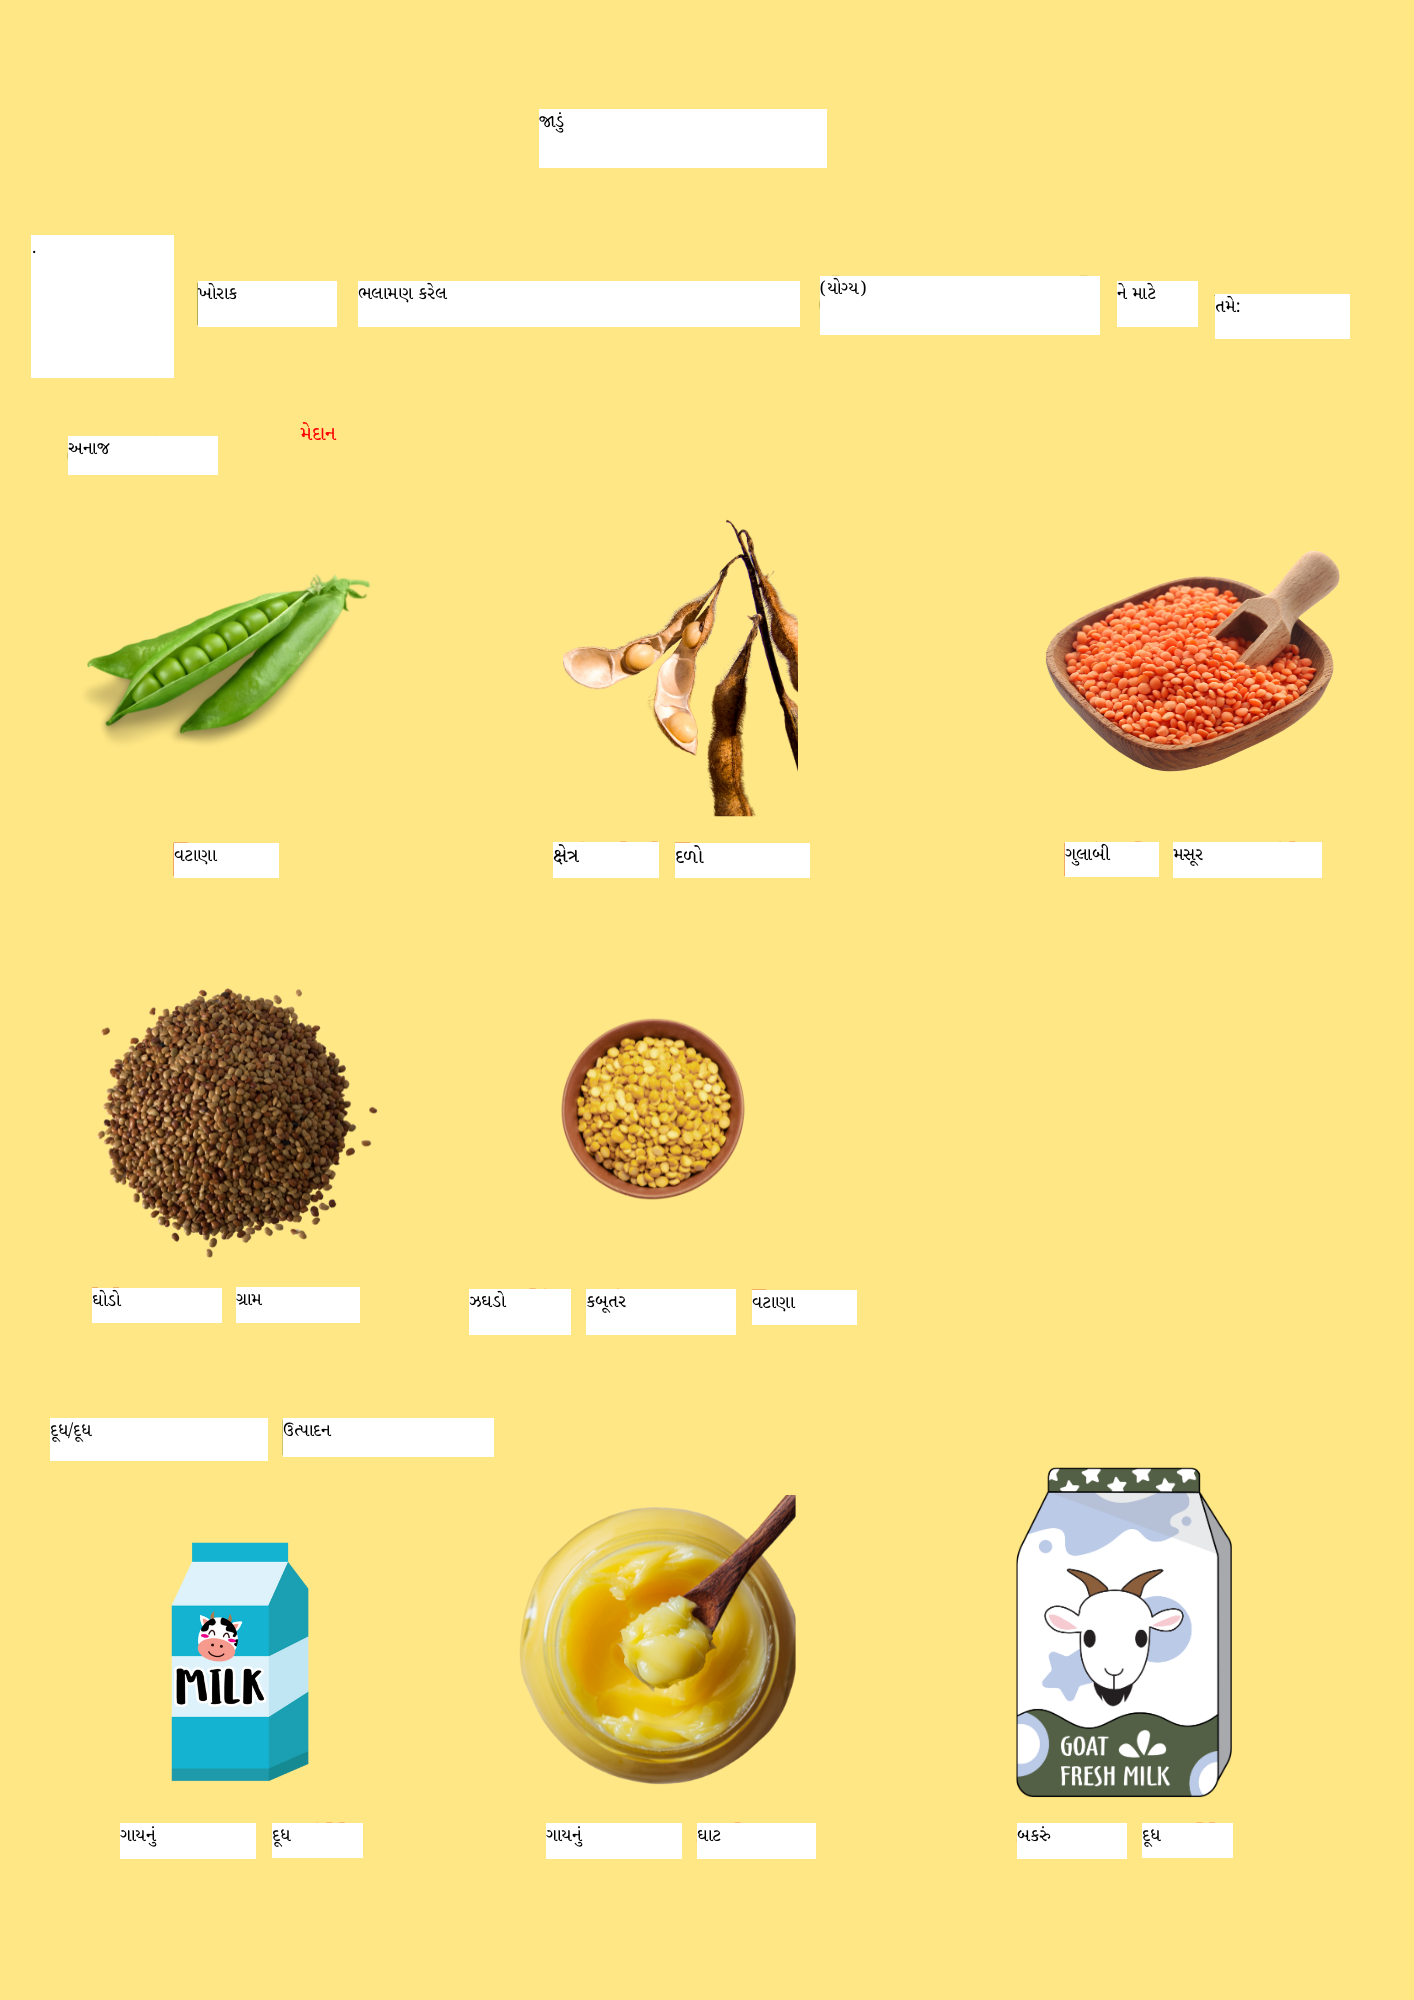 જાડું
.
ખોરાક ભલામણ કરેલ (યોગ્ય) ને માટે તમે:
અનાજ મેદાન
વટાણા ક્ષેત્ર દળો ગુલાબી મસૂર
ઘોડો ગ્રામ ઝઘડો કબૂતર વટાણા
દૂધ/દૂધ ઉત્પાદન
MILK
GOAT
FRESH MILK
ગાયનું દૂધ ગાયનું ઘાટ બકરું દૂધ